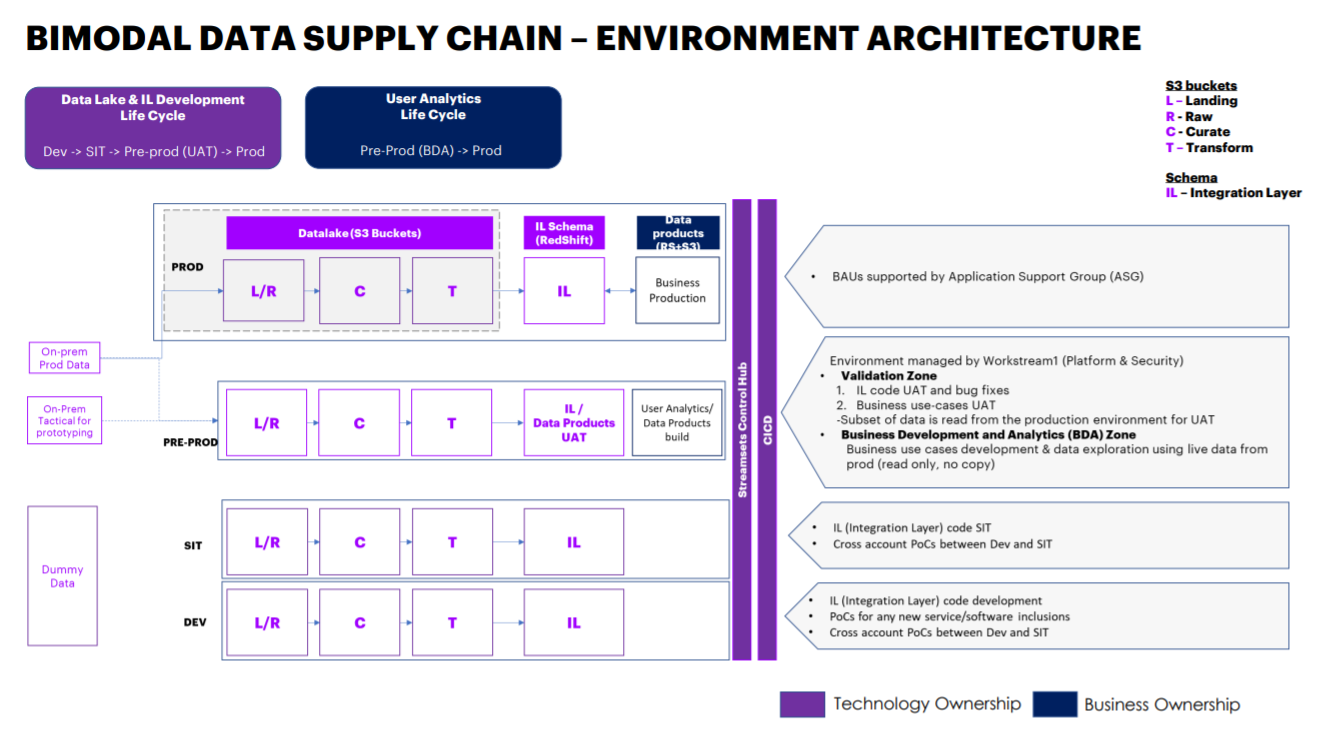 BIMODAL DATA SUPPLY CHAIN – ENVIRONMENT ARCHITECTURE
Data Lake & IL Development
Life Cycle
Dev -> SIT -> Pre-prod (UAT) -> Prod
User Analytics
Life Cycle
Pre-Prod (BDA) -> Prod
S3 buckets
L – Landing
R - Raw
C - Curate
T – Transform
Schema
IL – Integration Layer
Datalake (S3 Buckets)
IL Schema
(RedShift)
Data
products
(RS+S3)
PROD
L/R
C
T
IL
Business
Production
On-prem
Prod Data
On-Prem
Tactical for
prototyping
PRE-PROD
L/R
C
T
IL /
Data Products
UAT
User Analytics/
Data Products
build
Dummy
Data
SIT
L/R
C
T
IL
DEV
L/R
C
T
IL
Streamsets Control Hub
CICD
• BAUs supported by Application Support Group (ASG)
Environment managed by Workstream1 (Platform & Security)
• Validation Zone
1. IL code UAT and bug fixes
2. Business use-cases UAT
-Subset of data is read from the production environment for UAT
• Business Development and Analytics (BDA) Zone
Business use cases development & data exploration using live data from
prod (read only, no copy)
• IL (Integration Layer) code SIT
• Cross account PoCs between Dev and SIT
• IL (Integration Layer) code development
• PoCs for any new service/software inclusions
• Cross account PoCs between Dev and SIT
Technology Ownership
Business Ownership